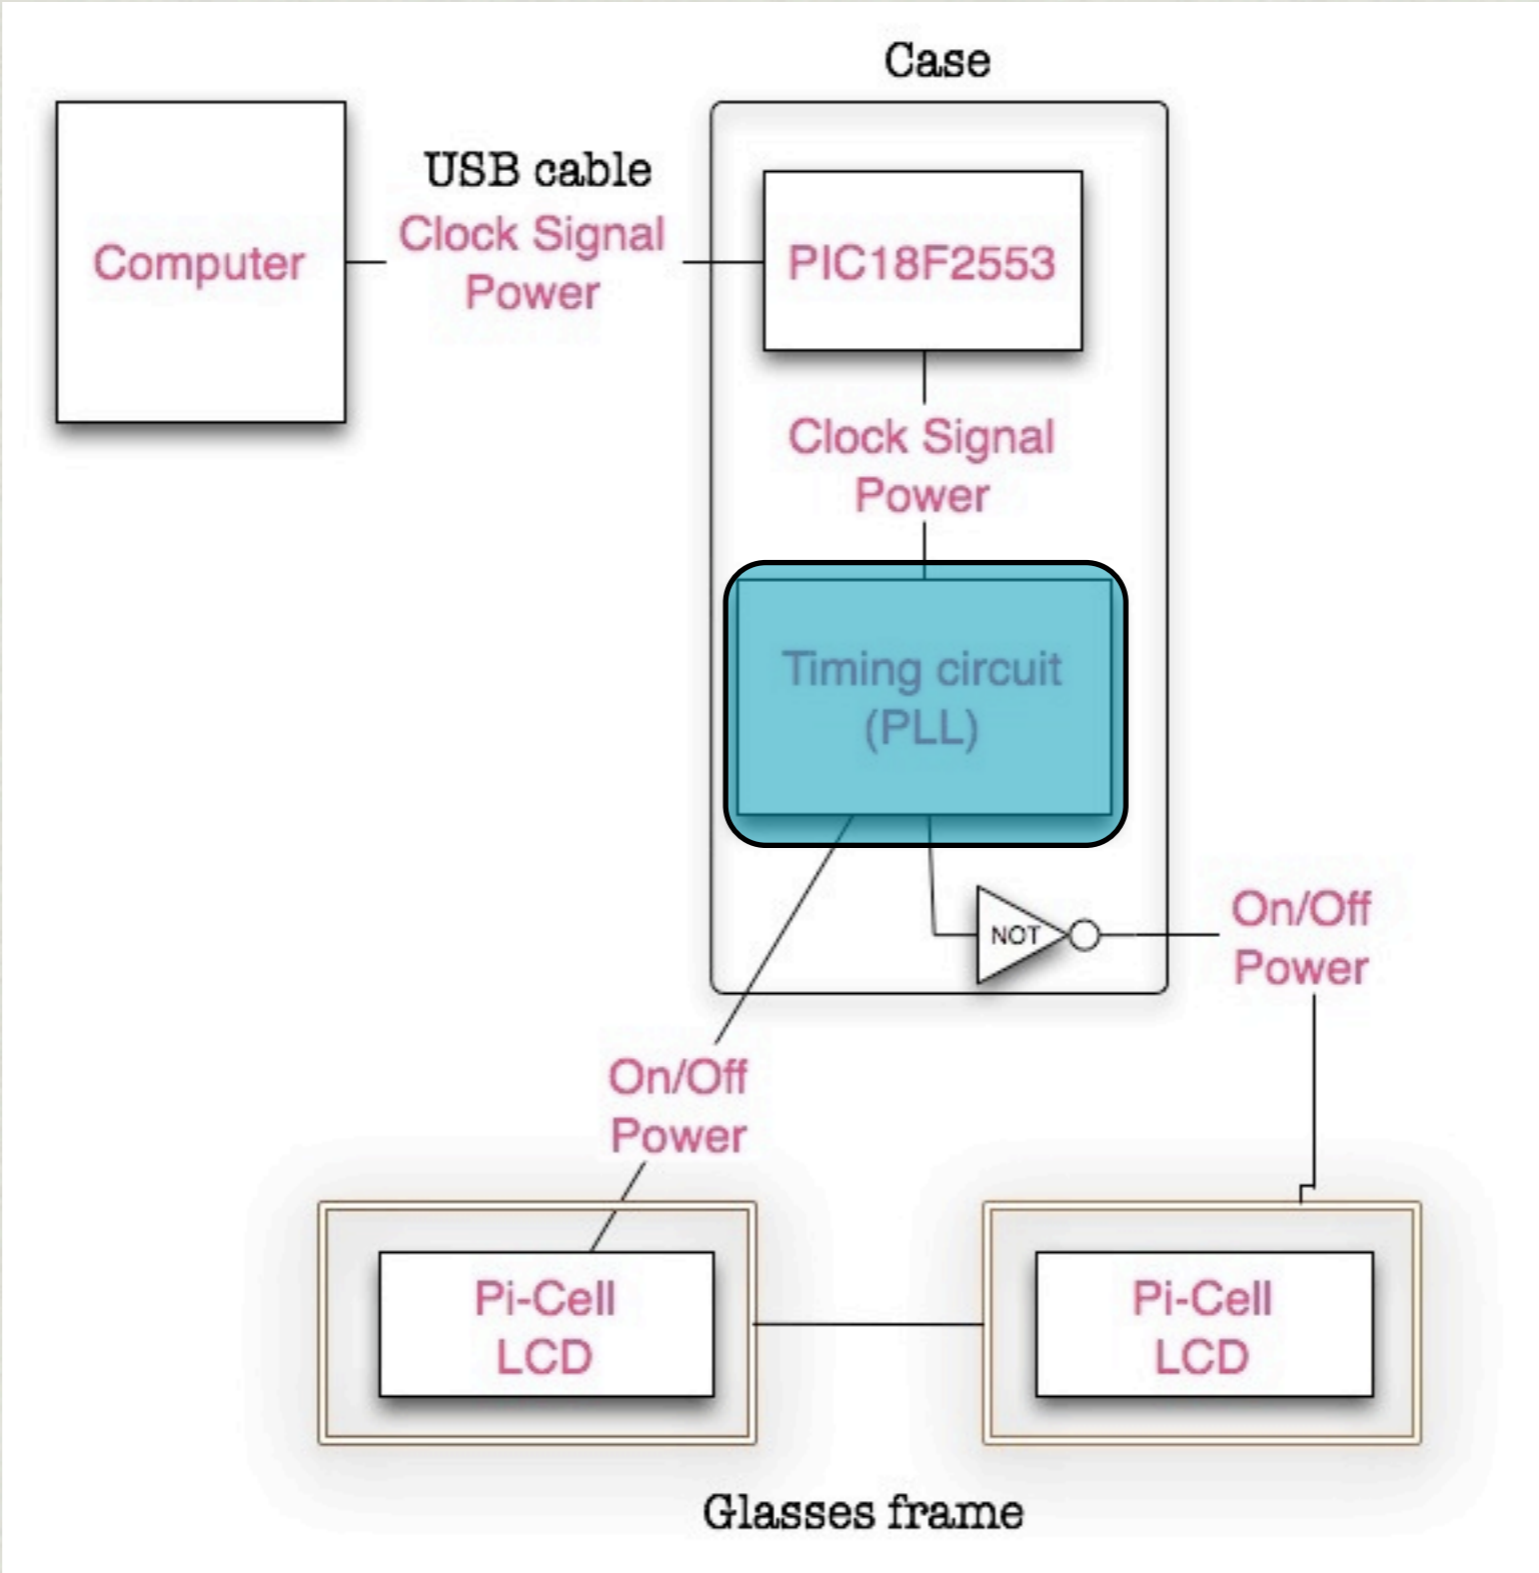 Case
Computer
USB cable
Clock Signal
Power
PIC18F2553
Clock Signal
Power
Timing circuit
(PLL)
NOT
On/Off
Power
On/Off
Power
Pi-Cell
LCD
Pi-Cell
LCD
Glasses frame